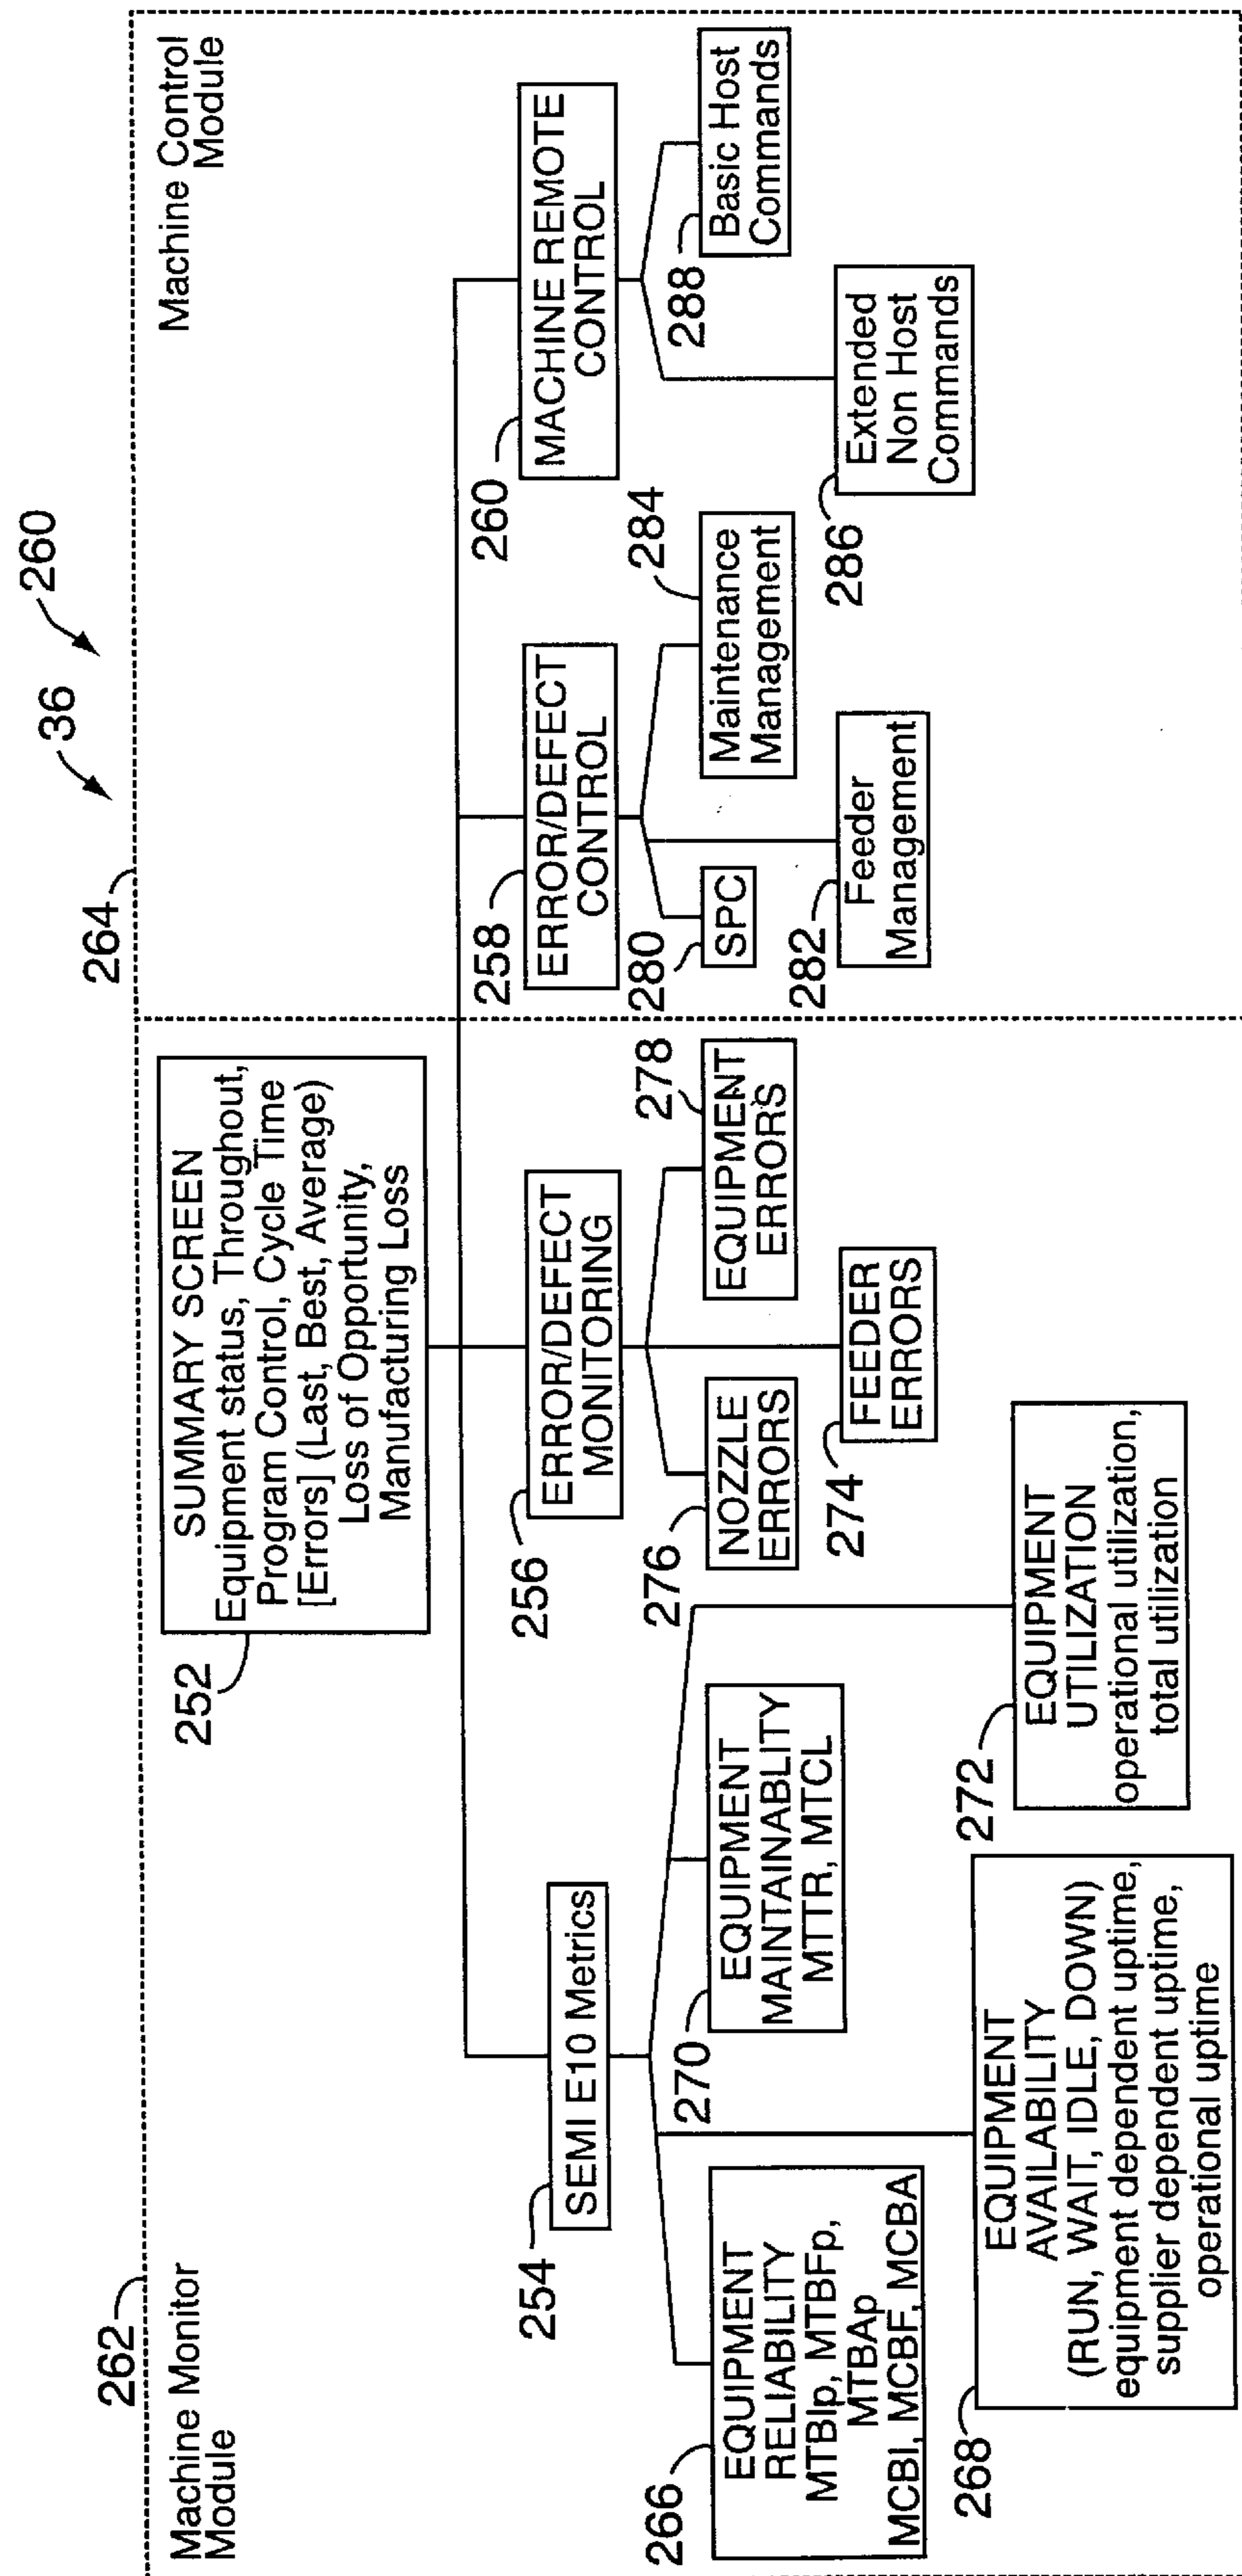 36
260
262
264
Machine Monitor
Module
Machine Control
Module
252
SUMMARY SCREEN
Equipment status, Throughout,
Program Control, Cycle Time
[Errors] (Last, Best, Average)
Loss of Opportunity,
Manufacturing Loss
254
SEMI E10 Metrics
256
ERROR/DEFECT
MONITORING
258
ERROR/DEFECT
CONTROL
260
MACHINE REMOTE
CONTROL
266
EQUIPMENT
RELIABILITY
MTBIp, MTBFp,
MTBAp
MCBI, MCBF, MCBA
270
EQUIPMENT
MAINTAINABLITY
MTTR, MTCL
276
NOZZLE
ERRORS
278
EQUIPMENT
ERRORS
280
SPC
284
Maintenance
Management
288
Basic Host
Commands
274
FEEDER
ERRORS
282
Feeder
Management
286
Extended
Non Host
Commands
268
EQUIPMENT
AVAILABILITY
(RUN, WAIT, IDLE, DOWN)
equipment dependent uptime,
supplier dependent uptime,
operational uptime
272
EQUIPMENT
UTILIZATION
operational utilization,
total utilization